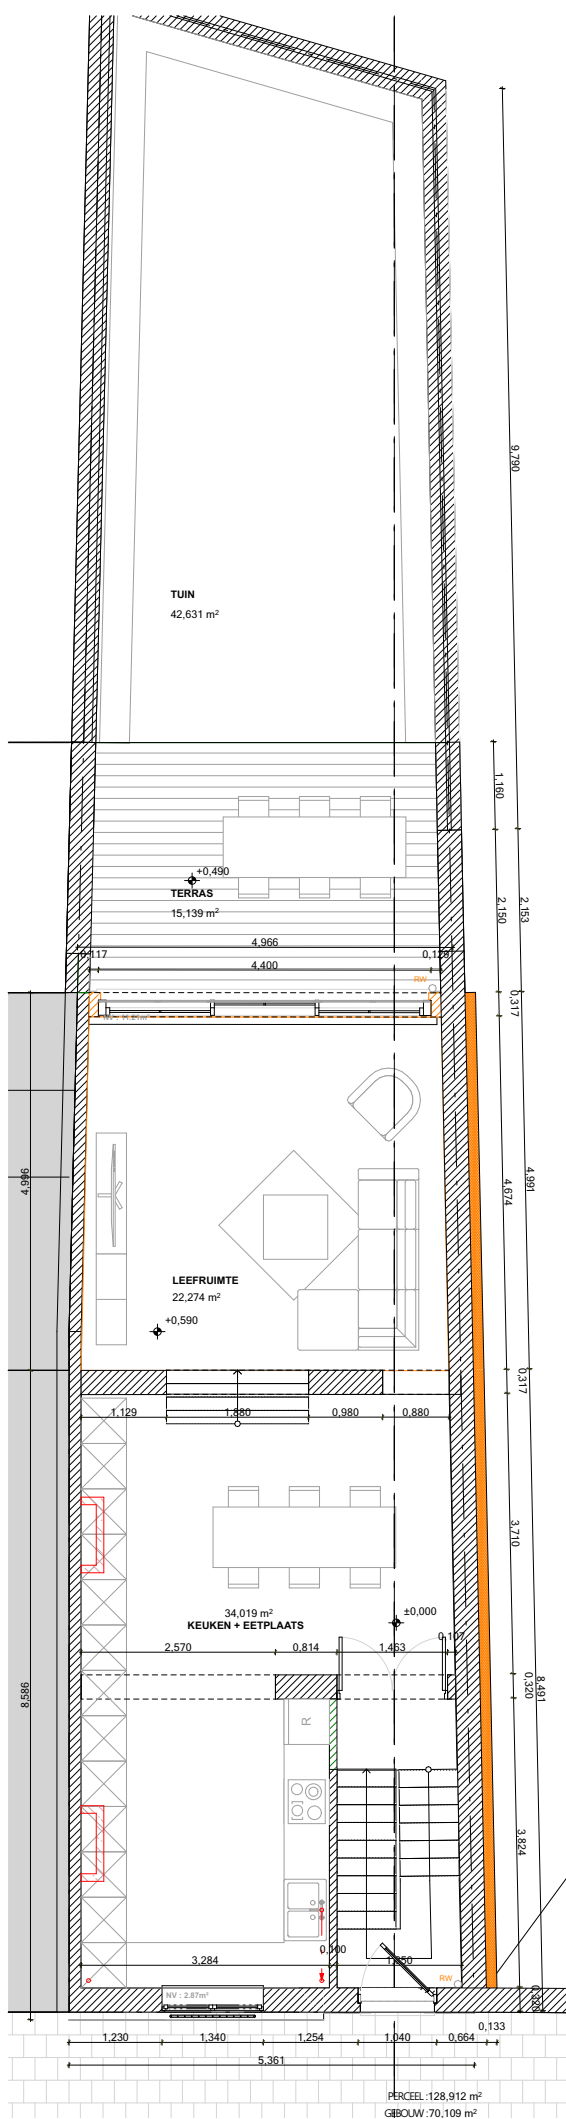 9,790
TUIN
42,631 m²
1,160
+0,490
TERRAS
15,139 m²
2,150
2,153
4,966
0,117
0,129
4,400
RW
0,317
4,996
4,674
4,991
LEEFRUIMTE
22,274 m²
+0,590
0,317
1,129
1,880
0,980
0,880
3,710
34,019 m²
±0,000
KEUKEN + EETPLAATS
2,570
0,814
1,463
0,107
0,320
8,491
8,586
R
3,824
0,100
3,284
1,650
RW
NV : 2.87m²
0,326
0,133
1,230
1,340
1,254
1,040
0,664
5,361
PERCEEL :128,912 m²
GEBOUW :70,109 m²